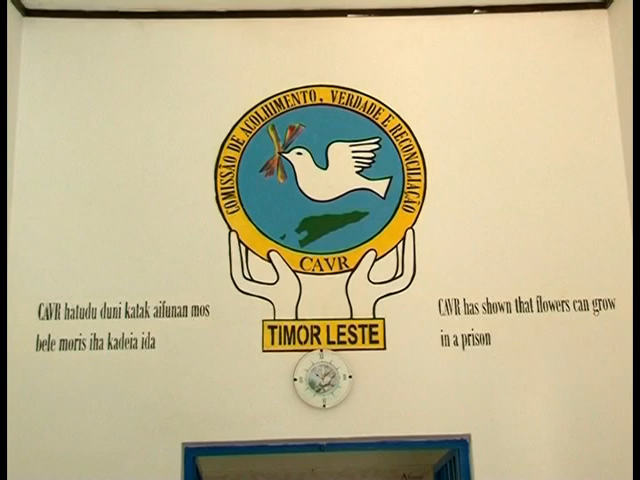 COMISSÃO DE ACOLHIMENTO, VERDADE E RECONCILIAÇÃO
CAVR
TIMOR LESTE
CAVR hatudu duni katak aifunan mos
bele moris iha kadeia ida
CAVR has shown that flowers can grow
in a prison